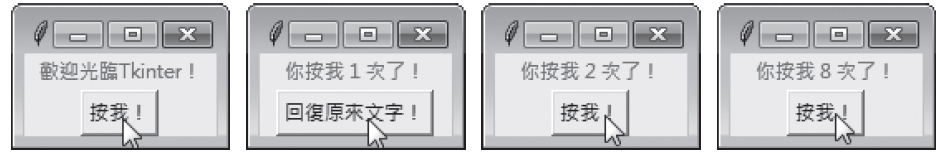 歡迎光臨Tkinter！
按我！
你按我 1 次了！
回復原來文字！
你按我 2 次了！
按我！
你按我 8 次了！
按我！